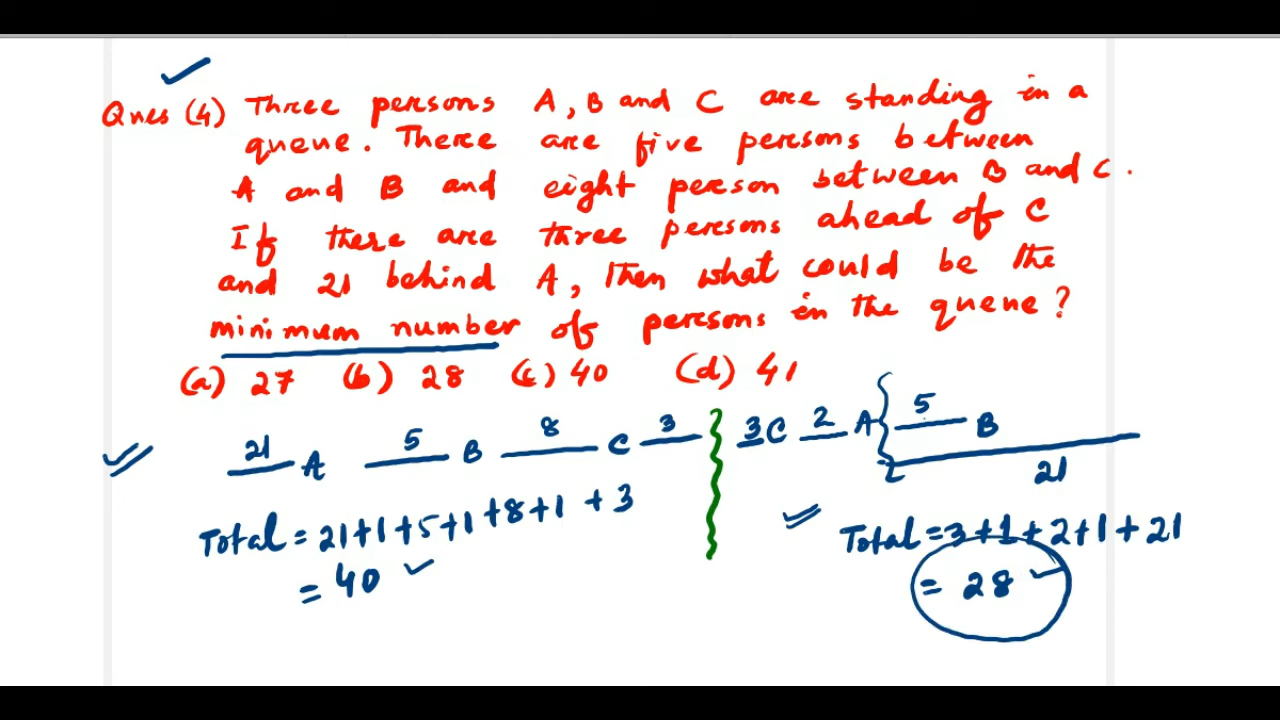 Ques (4) Three persons A, B and C are standing in a
queue. There are five persons between
A and B and eight person between B and C.
If there are three persons ahead of C
and 21 behind A, then what could be the
minimum number of persons in the queue?
(a) 27 (b) 28 (c) 40 (d) 41
21 A 5 B 8 C 3
3 C 2 A 5 B
21
Total = 21+1+5+1+8+1+3
= 40
Total = 3+1+2+1+21
= 28